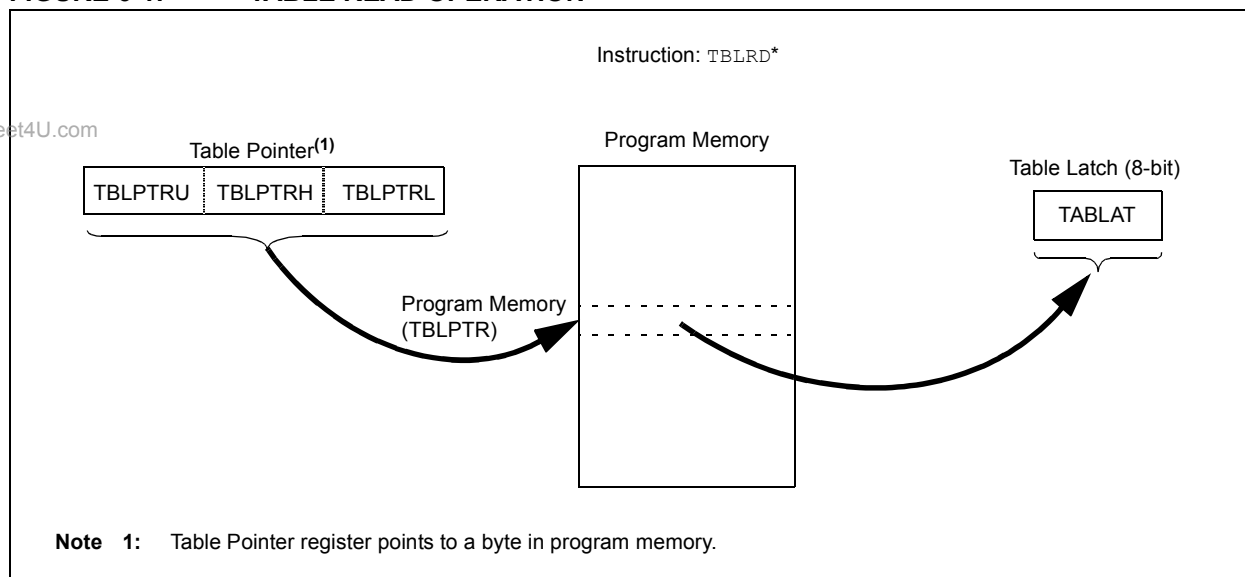 Instruction: TBLRD*
eet4U.com
Table Pointer(1)
TBLPTRU TBLPTRH TBLPTRL
Program Memory
Table Latch (8-bit)
TABLAT
Program Memory
(TBLPTR)
Note 1: Table Pointer register points to a byte in program memory.